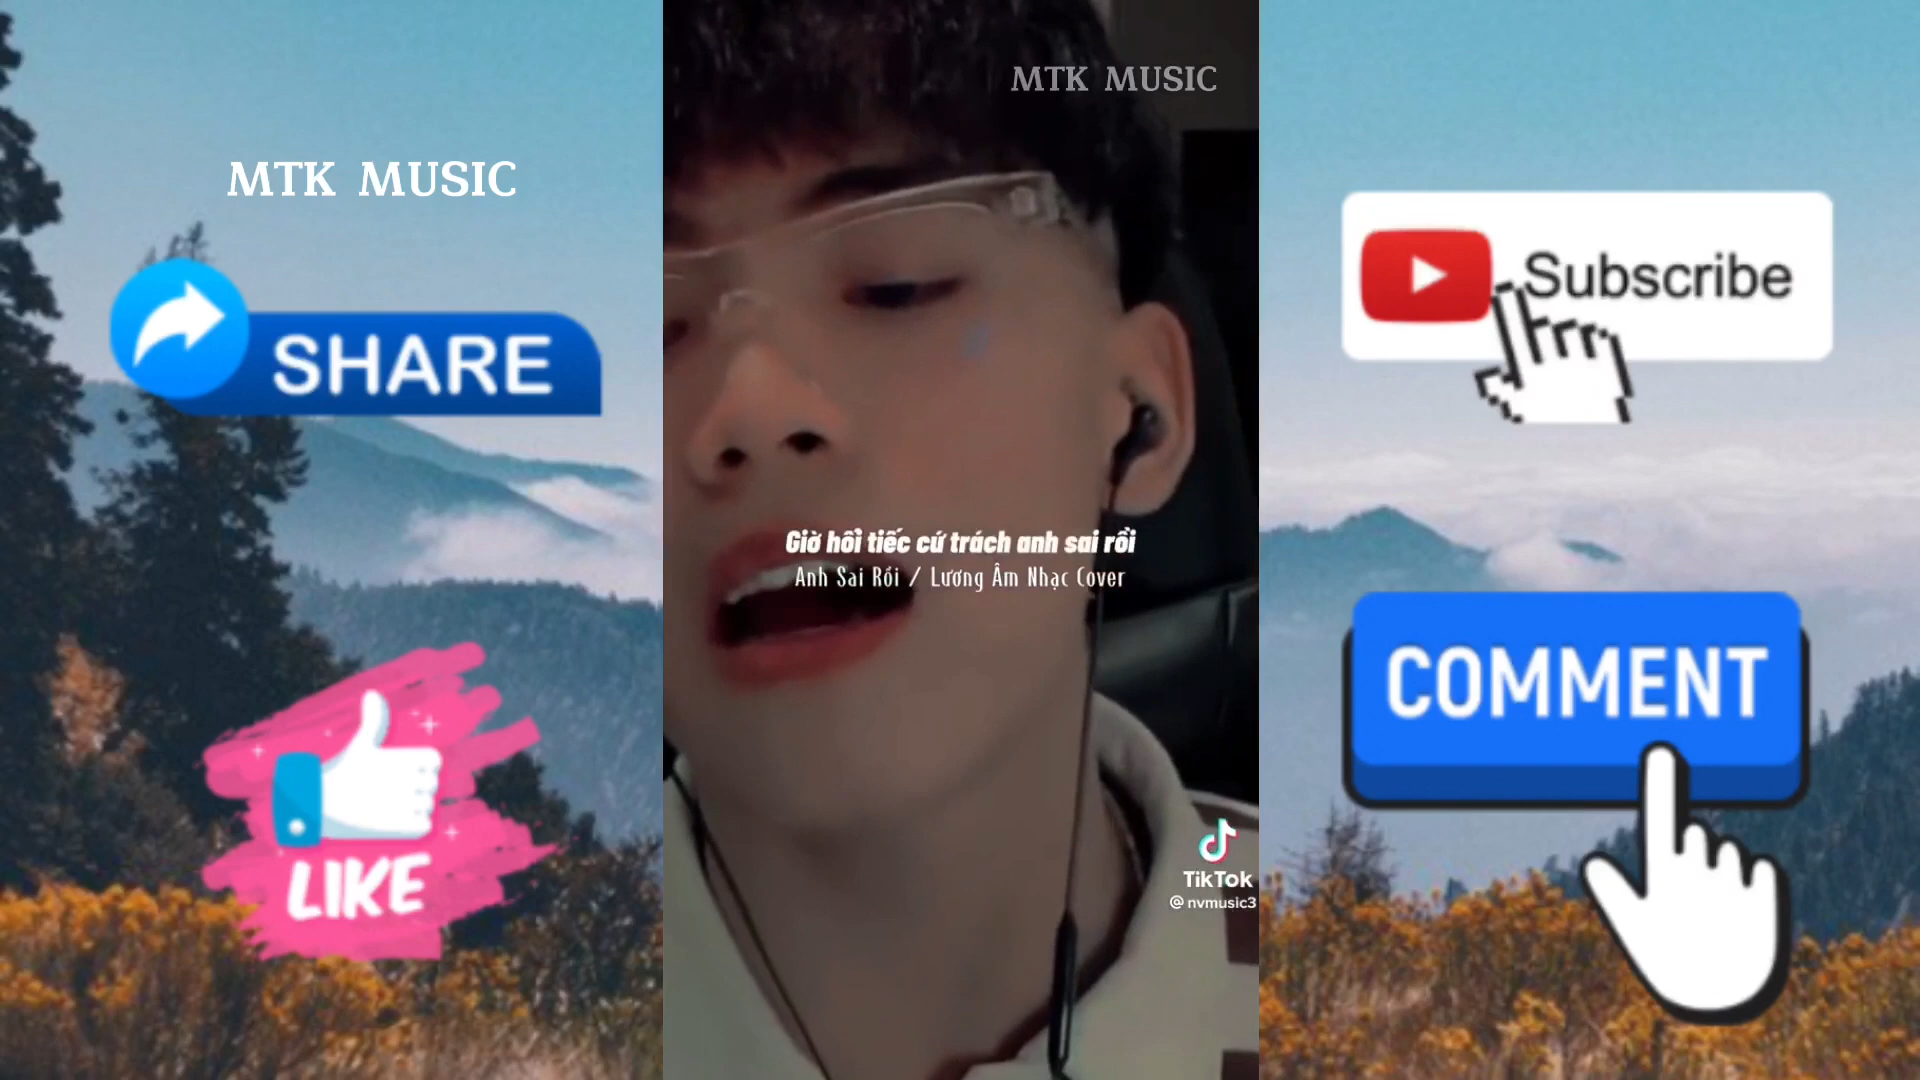 MTK MUSIC
SHARE
LIKE
MTK MUSIC
Giờ hối tiếc cứ trách anh sai rồi
Anh Sai Rồi / Lương Âm Nhạc Cover
TikTok
@nvmusic3
Subscribe
COMMENT